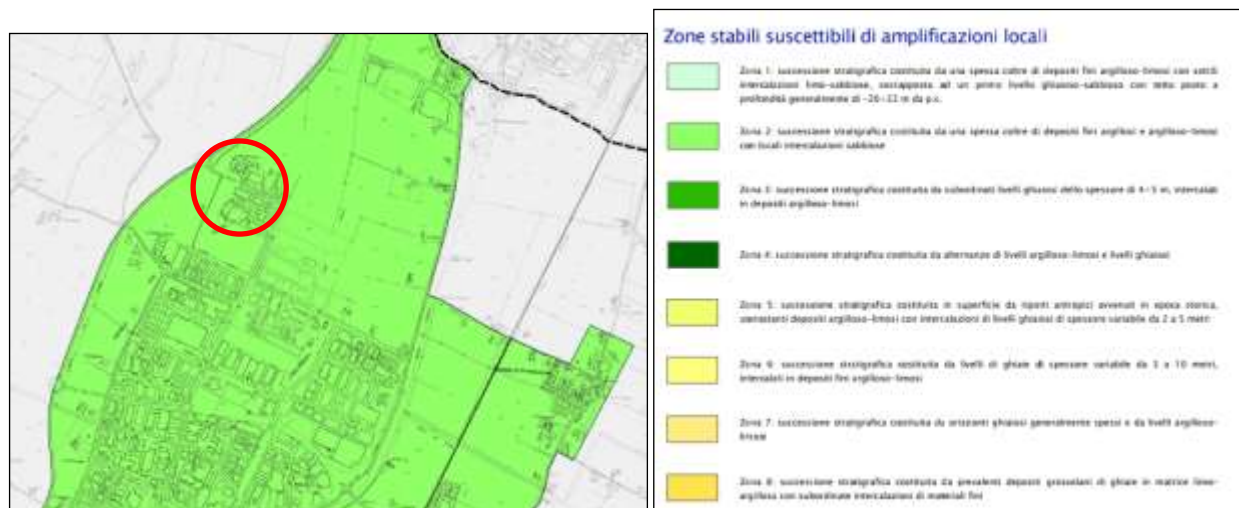 Zone stabili suscettibili di amplificazioni locali
Zona 1: successione stratigrafica costituita da una spessa coltre di depositi fini argilloso-limosi con sottili
intercalazioni limo-sabbiose, sovrapposta ad un primo livello ghiaioso-sabbioso con tetto posto a
profondità generalmente di da p.c.
Zona 2: successione stratigrafica costituita da una spessa coltre di depositi fini argillosi e argilloso-limosi
con locali intercalazioni sabbiose
Zona 3: successione stratigrafica costituita da subordinati livelli ghiaiosi dello spessore di 4-5 m, intercalati
in depositi argilloso-limosi
Zona 4: successione stratigrafica costituita da alternanze di livelli argilloso-limosi e livelli ghiaiosi
Zona 5: successione stratigrafica costituita in superficie da riporti antropici avvenuti in epoca storica,
sovrastanti depositi argilloso-limosi con intercalazioni di livelli ghiaiosi di spessore variabile da 2 a 5 metri
Zona 6: successione stratigrafica costituita da livelli di ghiaie di spessore variabile da 3 a 10 metri,
intercalati in depositi fini argilloso-limosi
Zona 7: successione stratigrafica costituita da orizzonti ghiaiosi generalmente spessi e da livelli argilloso-
limosi
Zona 8: successione stratigrafica costituita da prevalenti depositi grossolani di ghiaie in matrice limo-
argillosa con subordinate intercalazioni di materiali fini